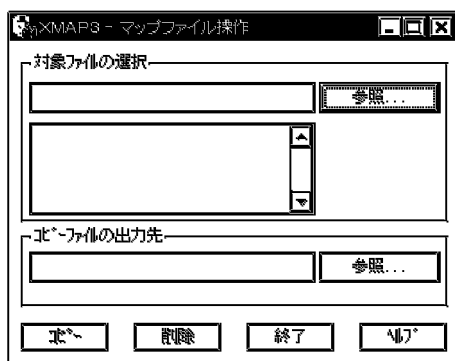 XMAPS - マップファイル操作
対象ﾌｧｲﾙの選択
参照...
ｺﾋﾟｰﾌｧｲﾙの出力先
参照...
ｺﾋﾟｰ
削除
終了
ﾍﾙﾌﾟ